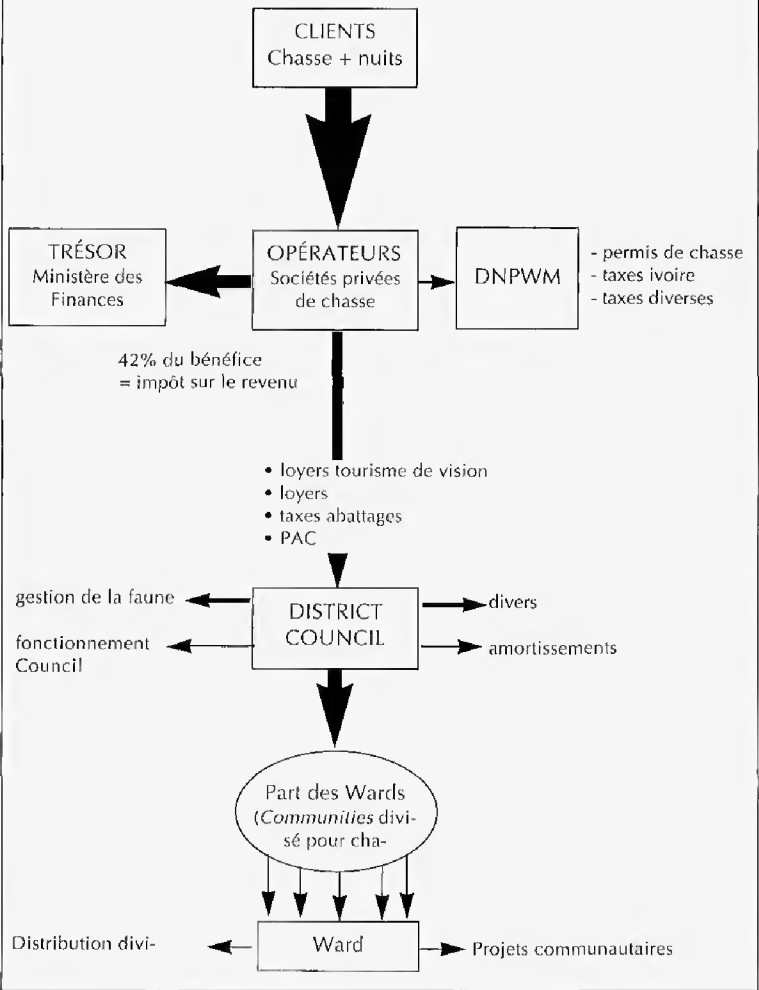 CLIENTS
Chasse + nuits
TRÉSOR
Ministère des
Finances
OPÉRATEURS
Sociétés privées
de chasse
DNPWM
- permis de chasse
- taxes ivoire
- taxes diverses
42% du bénéfice
= impôt sur le revenu
• loyers tourisme de vision
• loyers
• taxes abattages
• PAC
gestion de la faune
fonctionnement
Council
DISTRICT
COUNCIL
divers
amortissements
Part des Wards
(Communities divi-
sé pour cha-
Distribution divi-
Ward
Projets communautaires